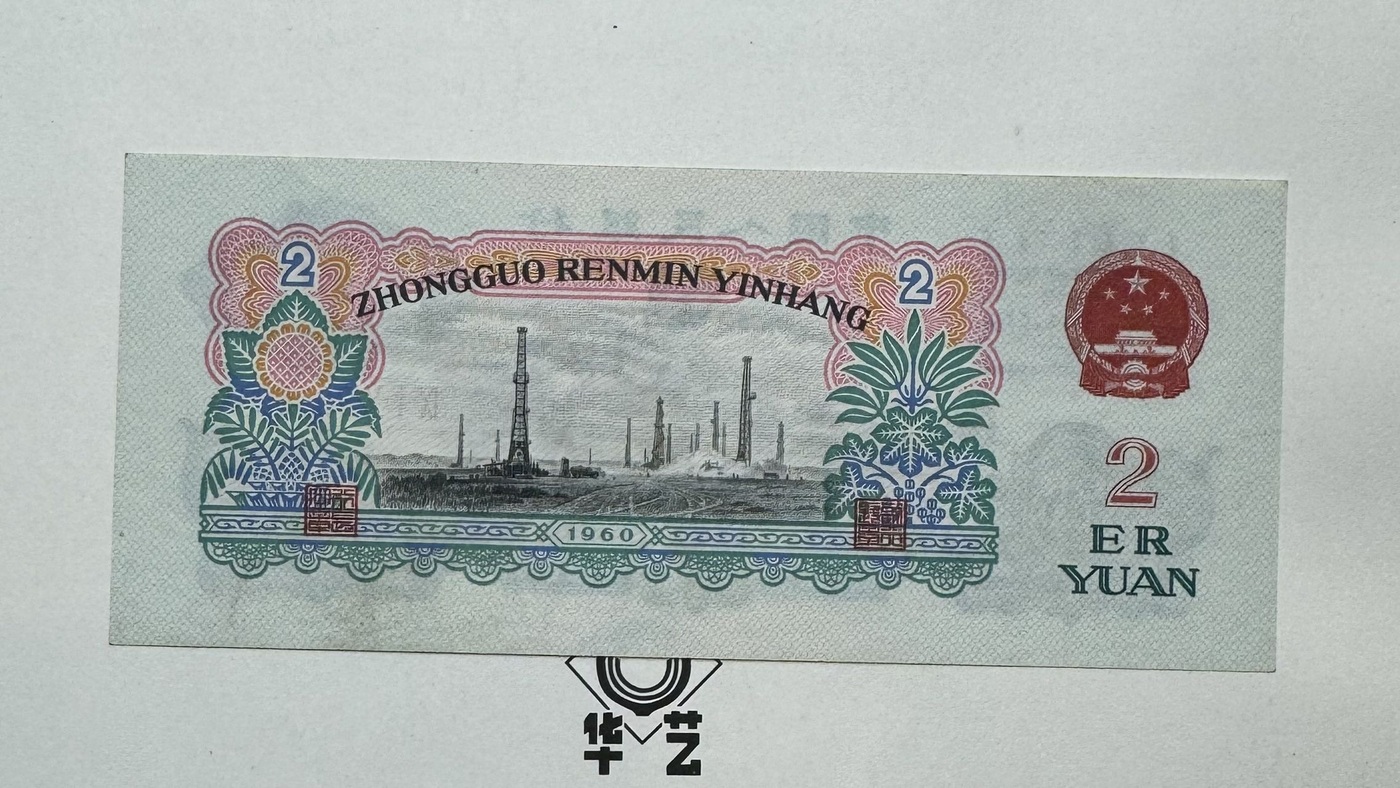 2
2
ZHONGGUO RENMIN YINHANG
1960
2
ER
YUAN
华艺